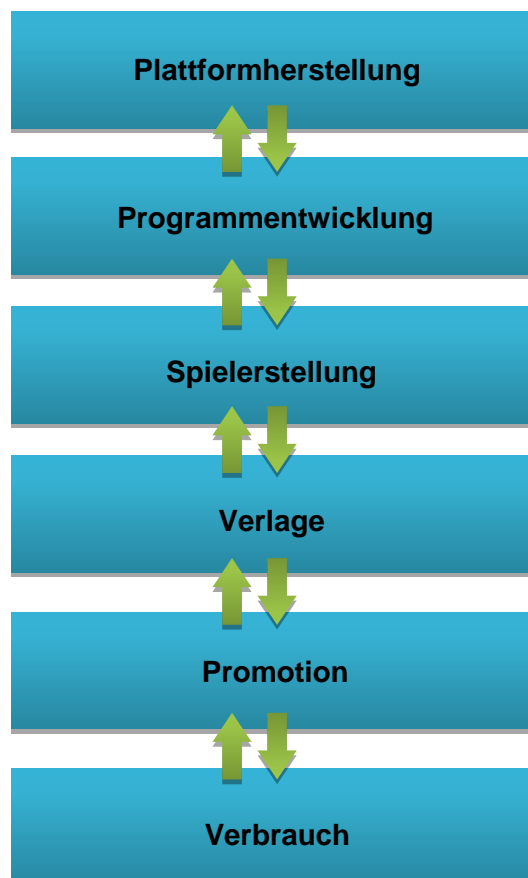 Plattformherstellung
Programmentwicklung
Spielerstellung
Verlage
Promotion
Verbrauch